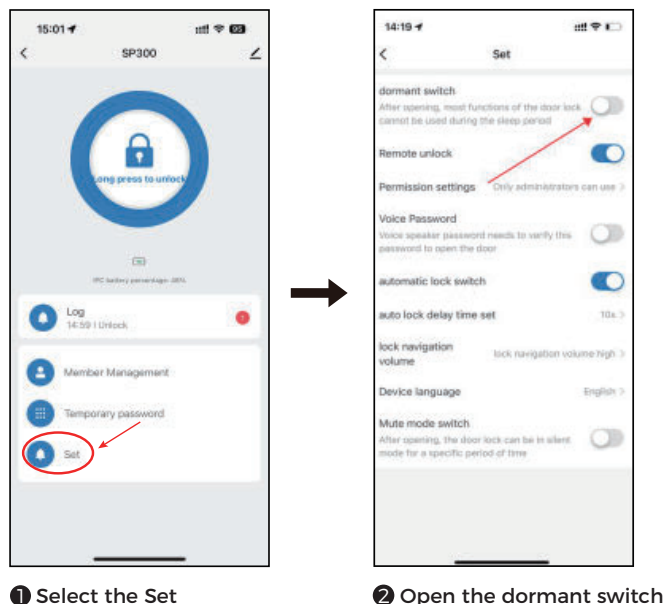 15:01
SP300
Long press to unlock
IPC battery percentage: 48%
Log
14:59 | Unlock
Member Management
Temporary password
Set
❶ Select the Set
14:19
Set
dormant switch
After opening, most functions of the door lock
cannot be used during the sleep period
Remote unlock
Permission settings Only administrators can use >
Voice Password
Voice speaker password needs to verify this
password to open the door
automatic lock switch
auto lock delay time set 10s >
lock navigation
volume
lock navigation volume high >
Device language English >
Mute mode switch
After opening, the door lock can be in silent
mode for a specific period of time
❷ Open the dormant switch